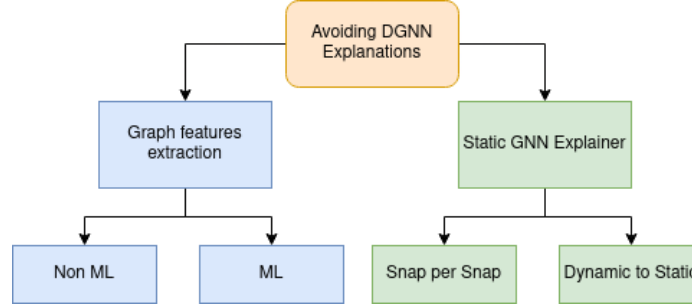 Avoiding DGNN
Explanations
Graph features
extraction
Static GNN Explainer
Non ML
ML
Snap per Snap
Dynamic to Static